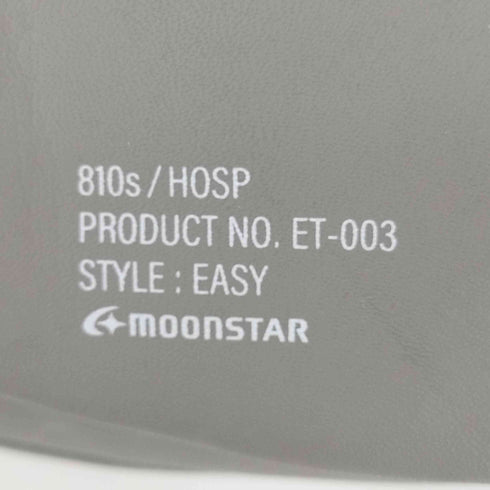 810s / HOSP
PRODUCT NO. ET-003
STYLE : EASY
MOONSTAR